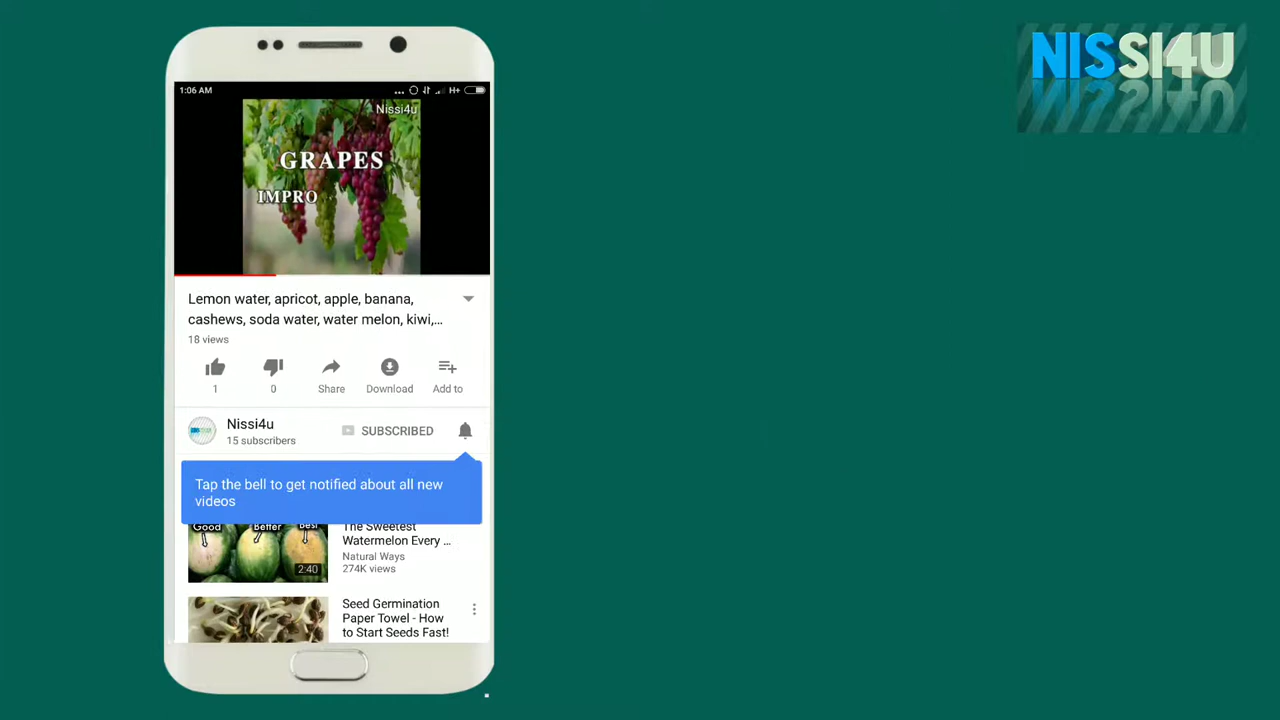 NISSI4U
1:06 AM
H+
Nissi4u
GRAPES
IMPRO
Lemon water, apricot, apple, banana,
cashews, soda water, water melon, kiwi,...
18 views
1
0
Share
Download
Add to
Nissi4u
15 subscribers
SUBSCRIBED
Tap the bell to get notified about all new
videos
Good
Better
Best
2:40
The Sweetest
Watermelon Every ...
Natural Ways
274K views
Seed Germination
Paper Towel - How
to Start Seeds Fast!